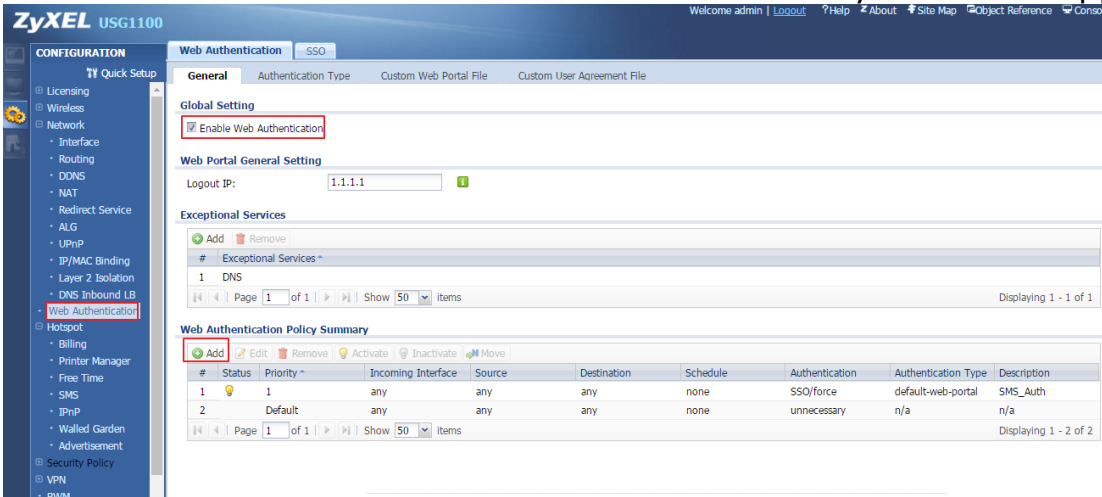 Welcome admin | Logout ?Help Z About Site Map Object Reference Conso
ZyXEL USG1100
CONFIGURATION
Quick Setup
Licensing
Wireless
Network
Interface
Routing
DDNS
NAT
Redirect Service
ALG
UPnP
IP/MAC Binding
Layer 2 Isolation
DNS Inbound LB
Web Authentication
Hotspot
Billing
Printer Manager
Free Time
SMS
IPnP
Walled Garden
Advertisement
Security Policy
VPN
BWM
Web Authentication SSO
General Authentication Type Custom Web Portal File Custom User Agreement File
Global Setting
Enable Web Authentication
Web Portal General Setting
Logout IP: 1.1.1.1
Exceptional Services
Add Remove
# Exceptional Services
1 DNS
Page 1 of 1 Show 50 items Displaying 1 - 1 of 1
Web Authentication Policy Summary
Add Edit Remove Activate Inactivate Move
# Status Priority Incoming Interface Source Destination Schedule Authentication Authentication Type Description
1 1 any any any none SSO/force default-web-portal SMS_Auth
2 Default any any any none unnecessary n/a n/a
Page 1 of 1 Show 50 items Displaying 1 - 2 of 2